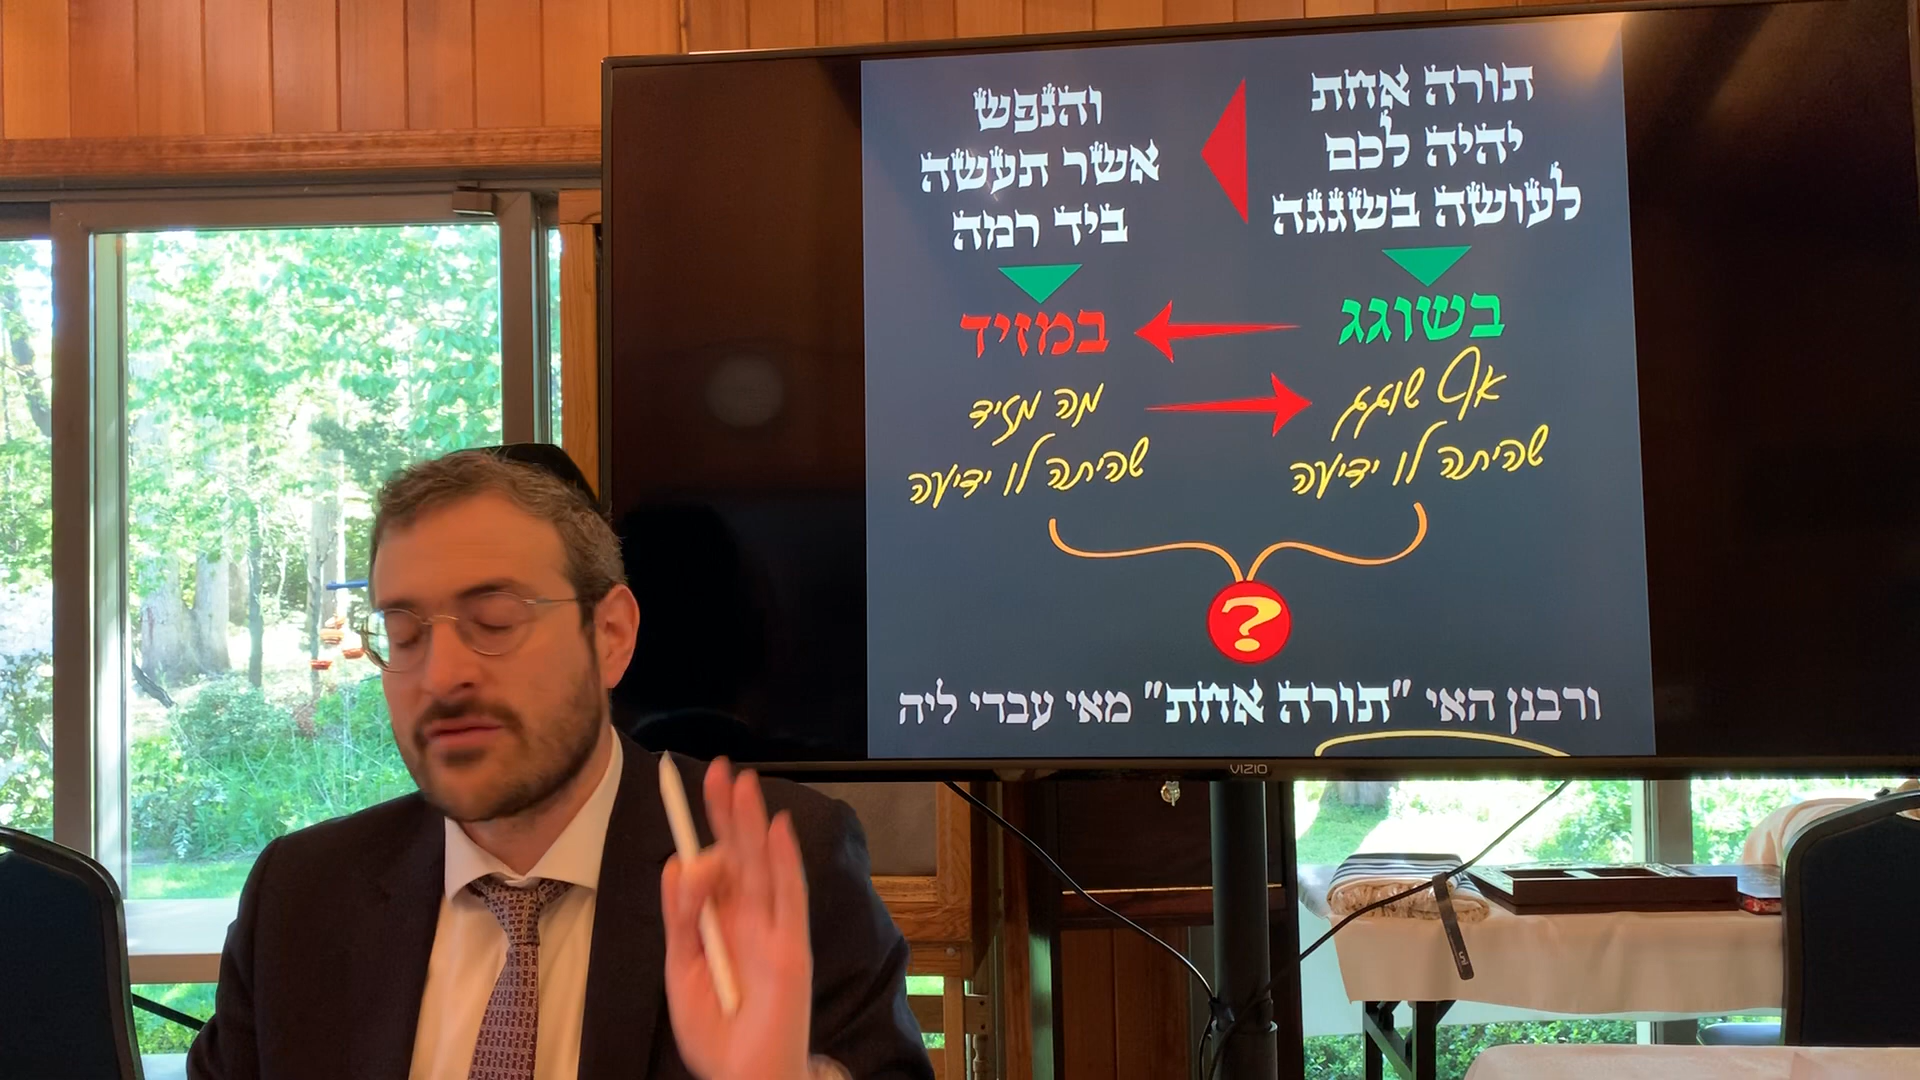 תורה אחת
יהיה לכם
לעושה בשגגה
והנפש
אשר תעשה
ביד רמה
בשוגג
במזיד
אף שוגג
שהיתה לו ידיעה
מה מזיד
שהיתה לו ידיעה
?
ורבנן האי "תורה אחת" מאי עבדי ליה
VIZIO